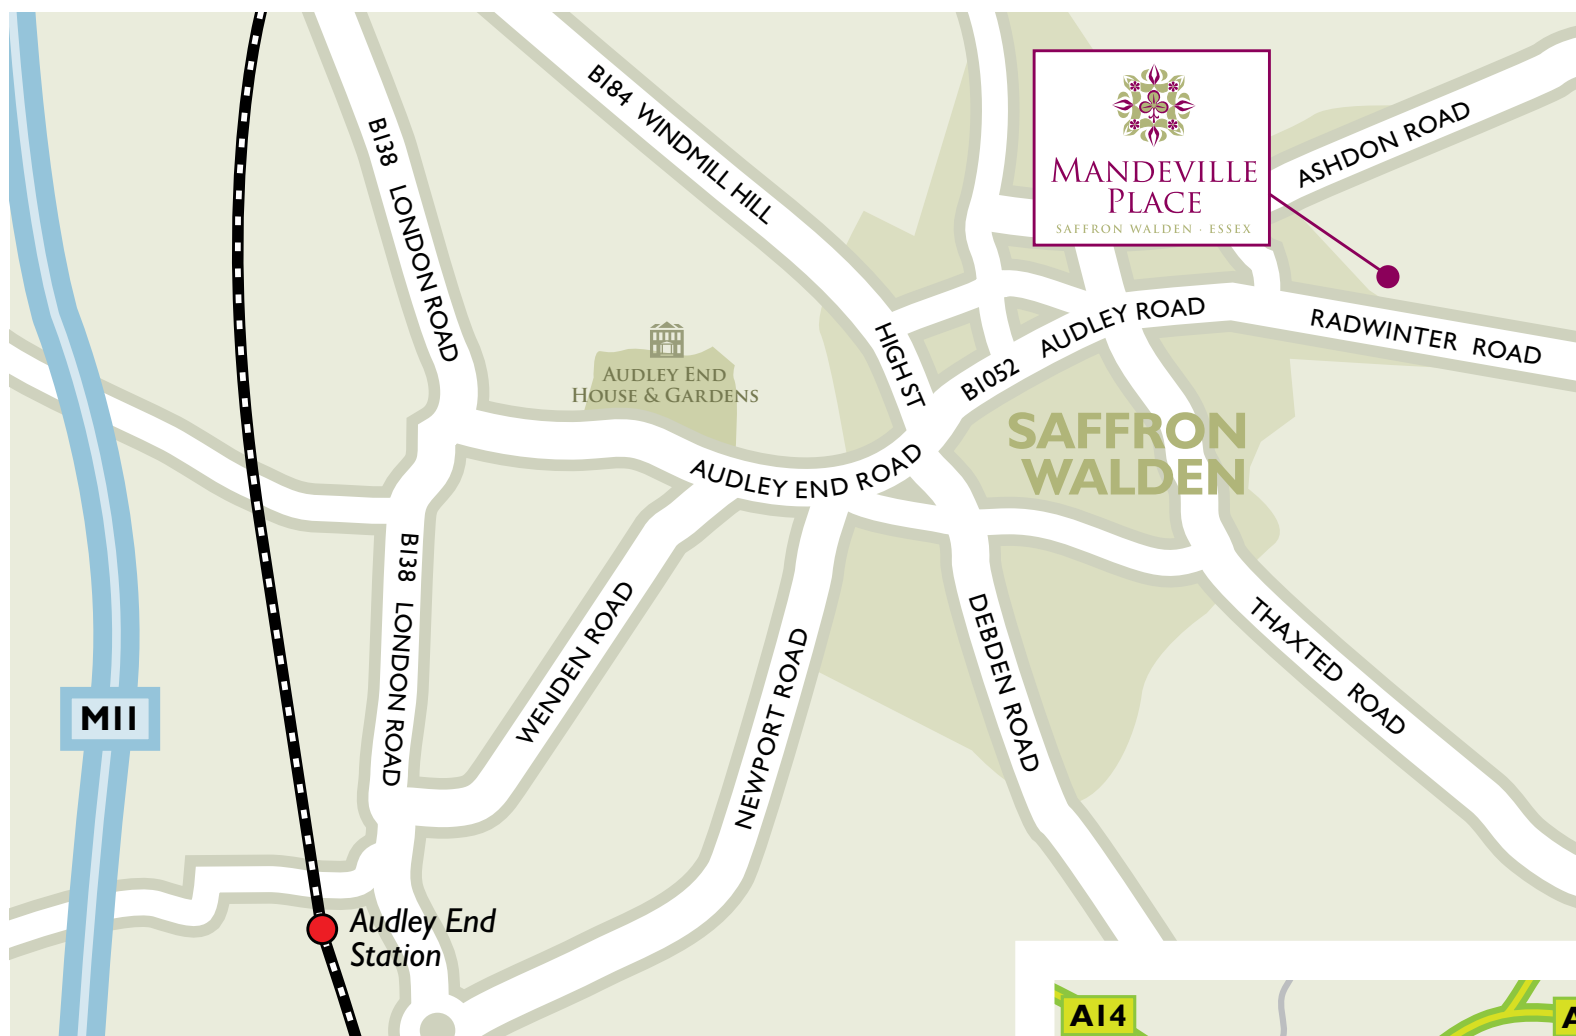 B184 WINDMILL HILL
B138 LONDON ROAD
MANDEVILLE
PLACE
SAFFRON WALDEN · ESSEX
ASHDON ROAD
RADWINTER ROAD
AUDLEY END
HOUSE & GARDENS
HIGH ST
B1052 AUDLEY ROAD
SAFFRON
WALDEN
AUDLEY END ROAD
B138 LONDON ROAD
WENDEN ROAD
NEWPORT ROAD
DEBDEN ROAD
THAXTED ROAD
M11
Audley End
Station
A14
A